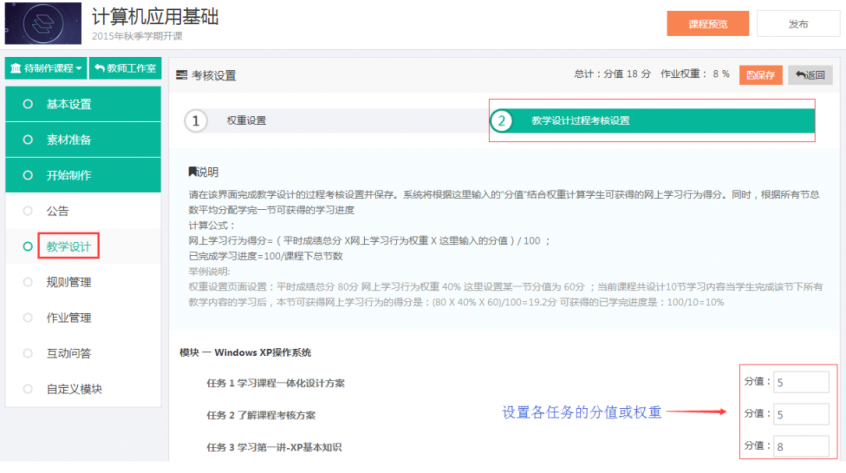 计算机应用基础
2015年秋季学期开课
课程预览
发布
待制作课程
教师工作室
考核设置
总计：分值 18 分 作业权重： 8 %
保存
返回
基本设置
素材准备
开始制作
公告
教学设计
规则管理
作业管理
互动问答
自定义模块
1 权重设置
2 教学设计过程考核设置
说明
请在该界面完成教学设计的过程考核设置并保存。系统将根据这里输入的“分值”结合权重计算学生可获得的网上学习行为得分。同时，根据所有节总
数平均分配学完一节可获得的学习进度
计算公式：
网上学习行为得分=（ 平时成绩总分 X网上学习行为权重 X 这里输入的分值 ) / 100 ；
已完成学习进度=100/课程下总节数
举例说明:
权重设置页面设置：平时成绩总分 80分 网上学习行为权重 40% 这里设置某一节分值为 60分 ；当前课程共设计10节学习内容当学生完成该节下所有
教学内容的学习后，本节可获得网上学习行为的得分是：(80 X 40% X 60)/100=19.2分 可获得的已学完进度是：100/10=10%
模块一 Windows XP操作系统
任务 1 学习课程一体化设计方案
分值：5
任务 2 了解课程考核方案
设置各任务的分值或权重
分值：5
任务 3 学习第一讲-XP基本知识
分值：8